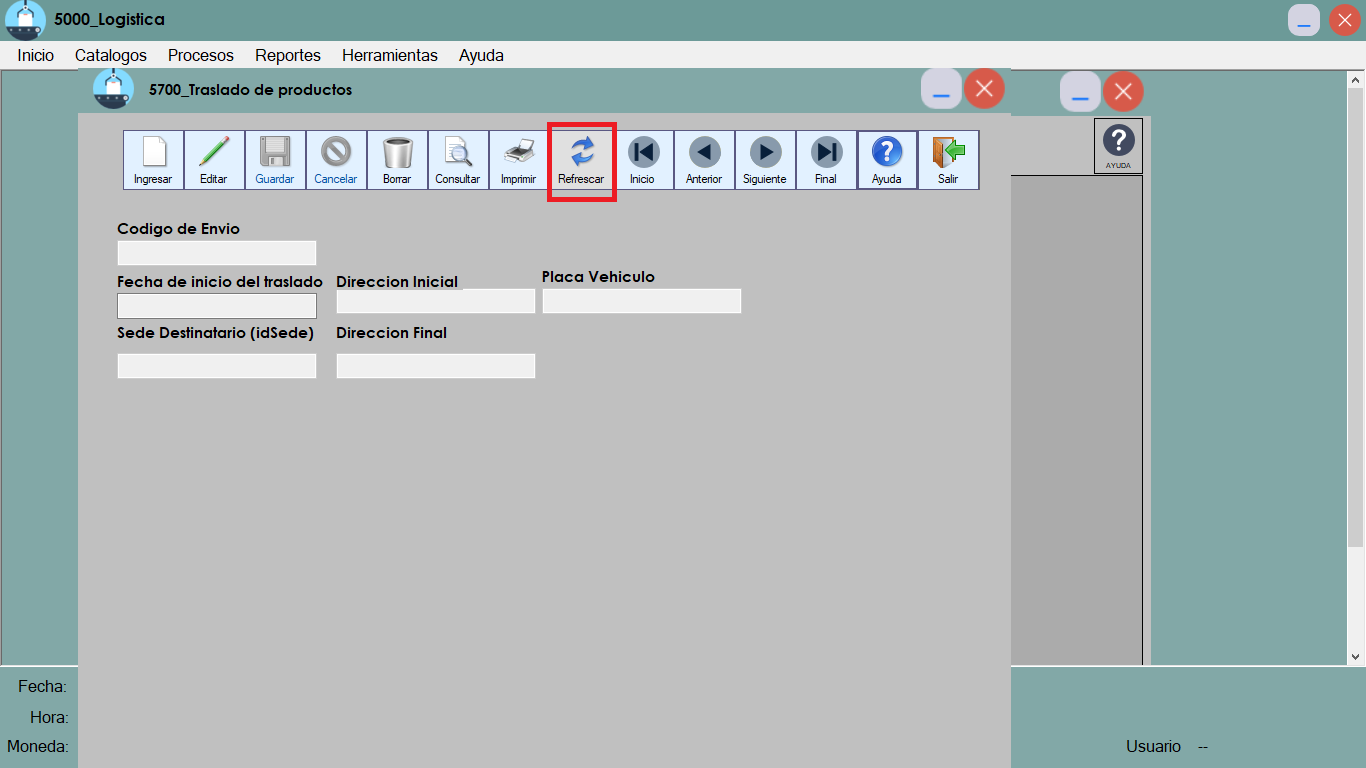 5000_Logistica
Inicio Catalogos Procesos Reportes Herramientas Ayuda
5700_Traslado de productos
Ingresar Editar Guardar Cancelar Borrar Consultar Imprimir Refrescar Inicio Anterior Siguiente Final Ayuda Salir
AYUDA
Codigo de Envio
Fecha de inicio del traslado Direccion Inicial Placa Vehiculo
Sede Destinatario (idSede) Direccion Final
Fecha:
Hora:
Moneda:
Usuario --